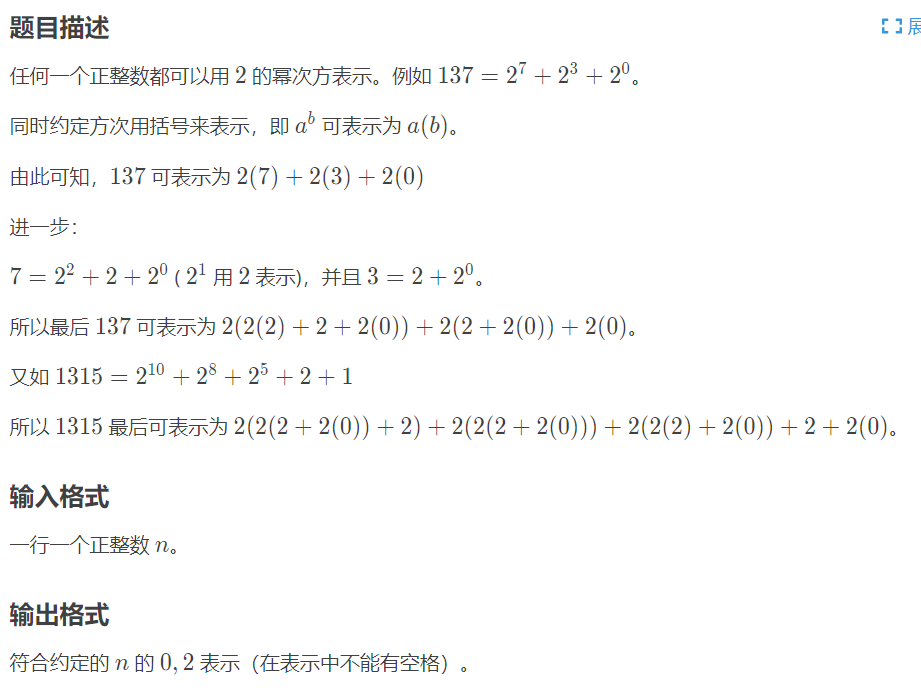 题目描述
展
任何一个正整数都可以用 2 的幂次方表示。例如 137 = 2^7 + 2^3 + 2^0。
同时约定方次用括号来表示，即 a^b 可表示为 a(b)。
由此可知，137 可表示为 2(7) + 2(3) + 2(0)
进一步：
7 = 2^2 + 2 + 2^0 ( 2^1 用 2 表示)，并且 3 = 2 + 2^0。
所以最后 137 可表示为 2(2(2) + 2 + 2(0)) + 2(2 + 2(0)) + 2(0)。
又如 1315 = 2^10 + 2^8 + 2^5 + 2 + 1
所以 1315 最后可表示为 2(2(2 + 2(0)) + 2) + 2(2(2 + 2(0))) + 2(2(2) + 2(0)) + 2 + 2(0)。
输入格式
一行一个正整数 n。
输出格式
符合约定的 n 的 0, 2 表示（在表示中不能有空格）。